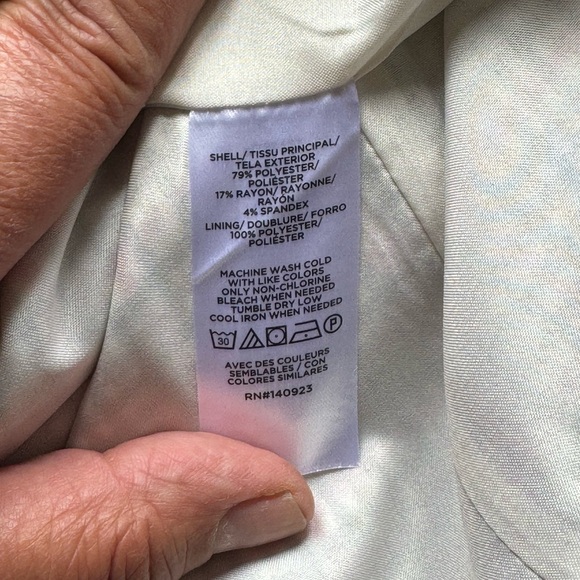 SHELL/ TISSU PRINCIPAL/
TELA EXTERIOR
79% POLYESTER/
POLIÉSTER
17% RAYON/ RAYONNE/
RAYÓN
4% SPANDEX
LINING/ DOUBLURE/ FORRO
100% POLYESTER/
POLIÉSTER
MACHINE WASH COLD
WITH LIKE COLORS
ONLY NON-CHLORINE
BLEACH WHEN NEEDED
TUMBLE DRY LOW
COOL IRON WHEN NEEDED
30 P
AVEC DES COULEURS
SEMBLABLES / CON
COLORES SIMILARES
RN#140923